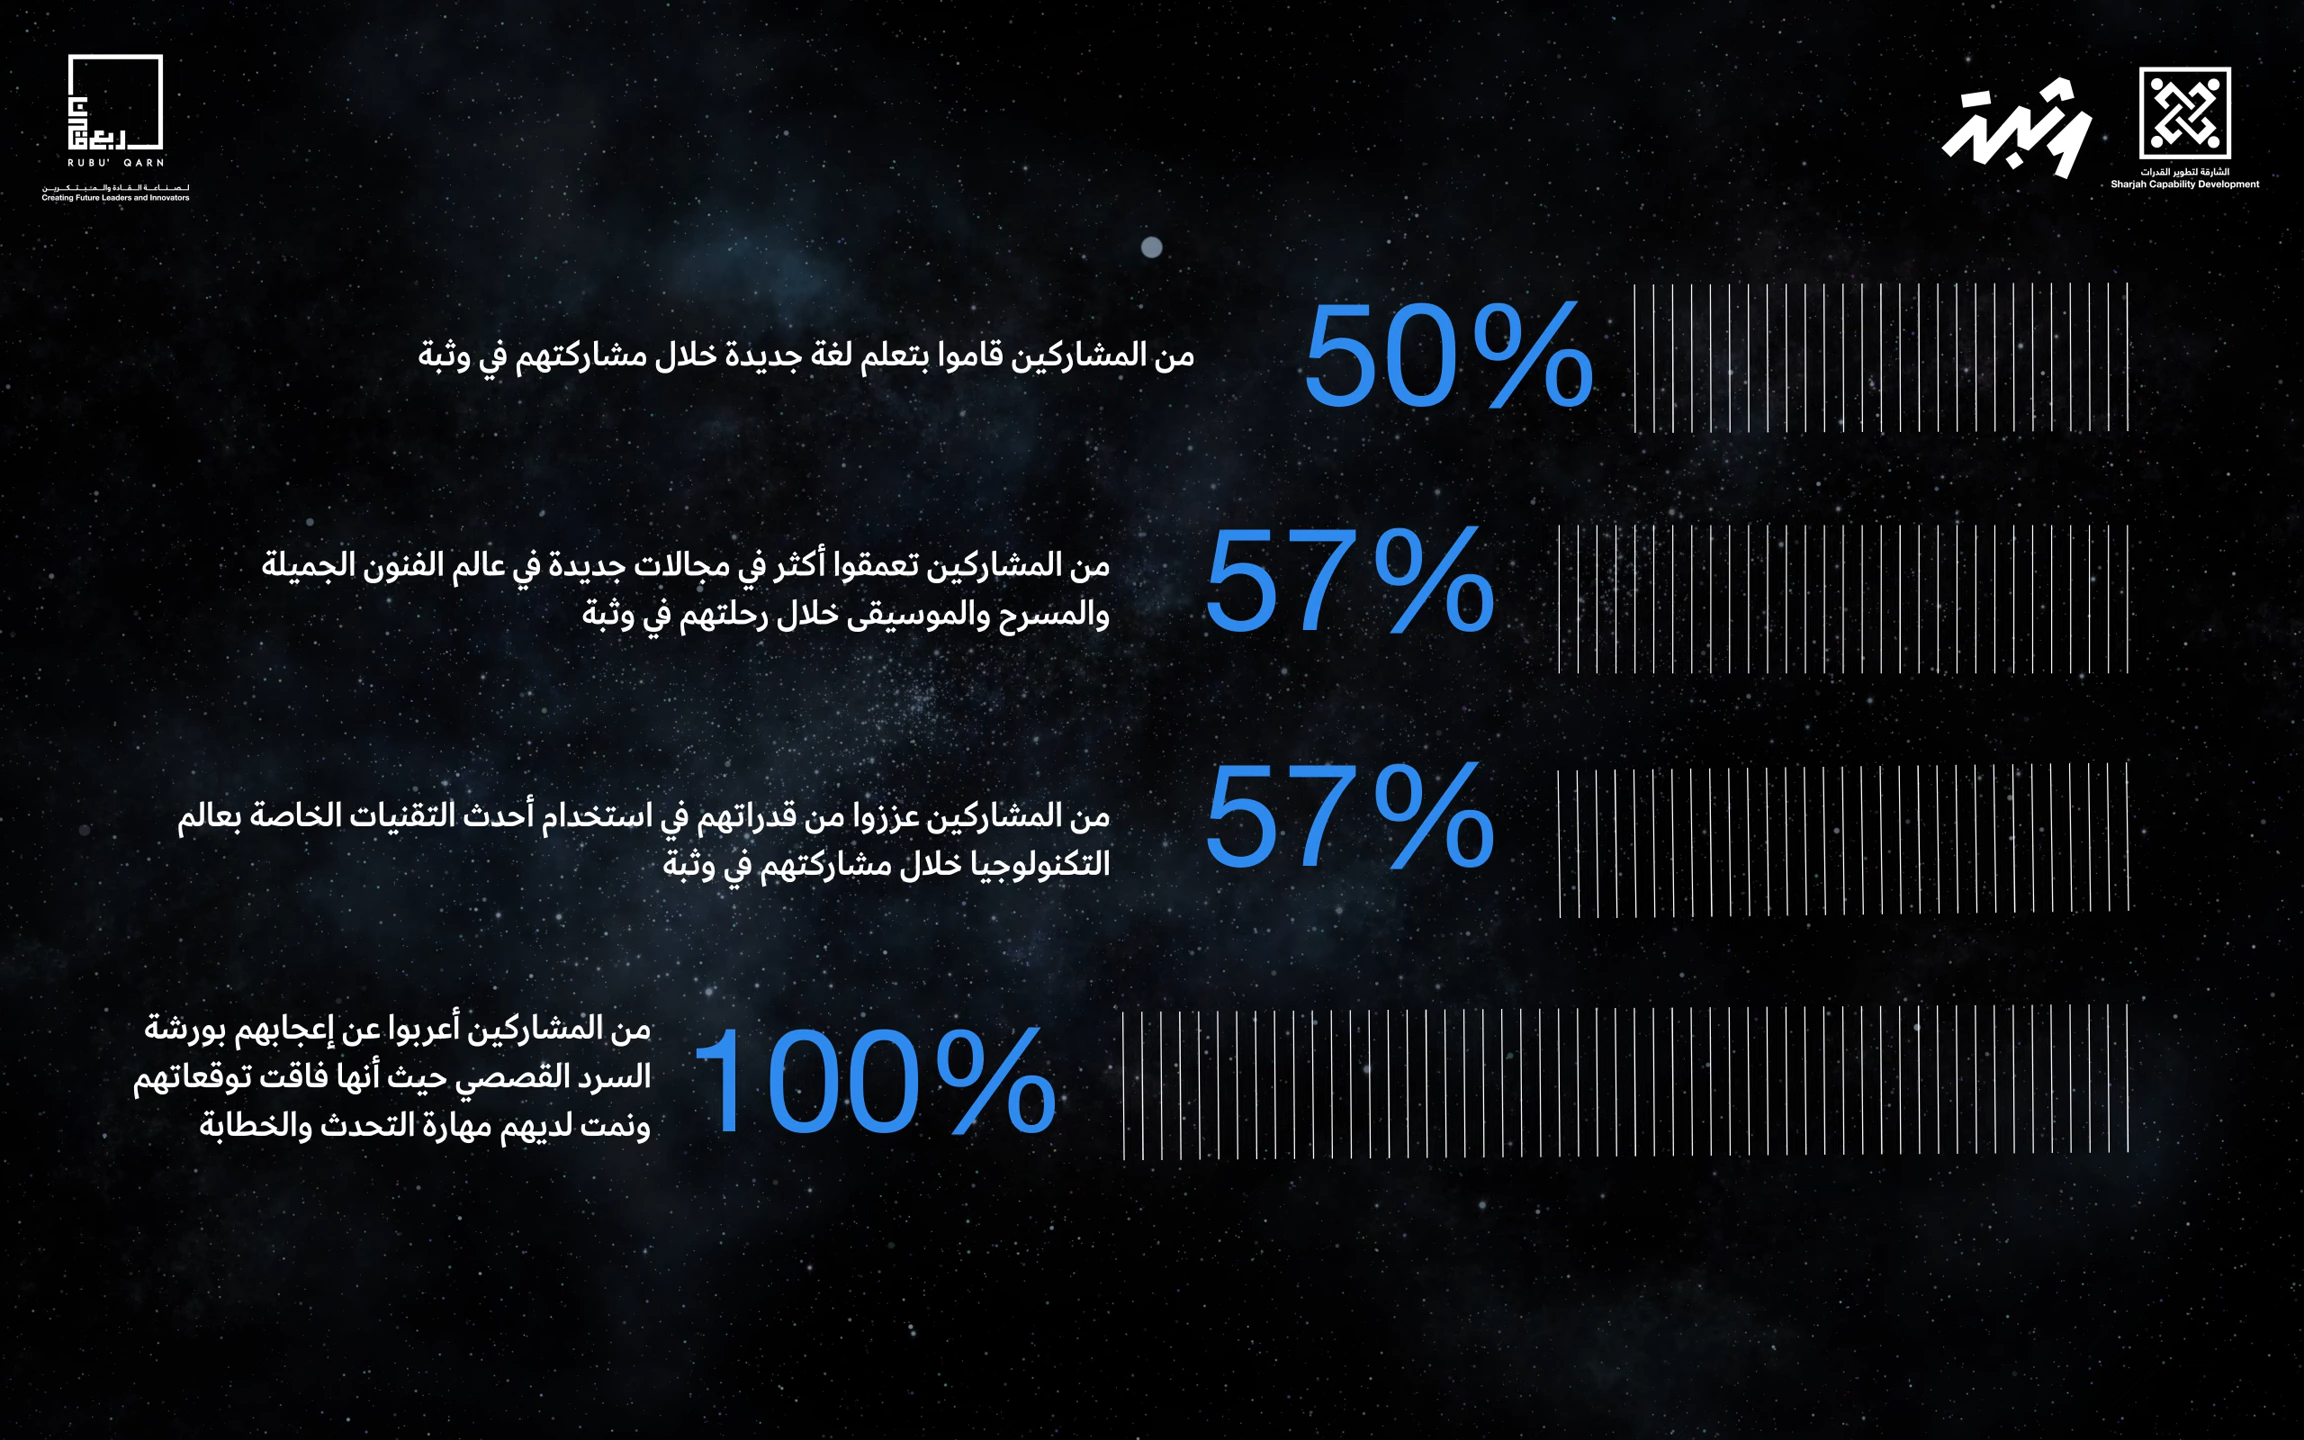 ربع قرن
RUBU' QARN
لصناعة القادة والمبتكرين
Creating Future Leaders and Innovators
وثبة
الشارقة لتطوير القدرات
Sharjah Capability Development
50%
من المشاركين قاموا بتعلم لغة جديدة خلال مشاركتهم في وثبة
57%
من المشاركين تعمقوا أكثر في مجالات جديدة في عالم الفنون الجميلة
والمسرح والموسيقى خلال رحلتهم في وثبة
57%
من المشاركين عززوا من قدراتهم في استخدام أحدث التقنيات الخاصة بعالم
التكنولوجيا خلال مشاركتهم في وثبة
100%
من المشاركين أعربوا عن إعجابهم بورشة
السرد القصصي حيث أنها فاقت توقعاتهم
ونمت لديهم مهارة التحدث والخطابة